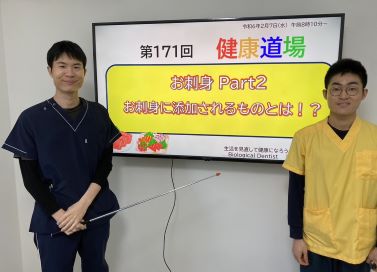 令和6年2月7日(水) 午前8時10分~
第171回 健康道場
お刺身 Part2
お刺身に添加されるものとは!?
生活を見直して健康になろう
Biological Dentist